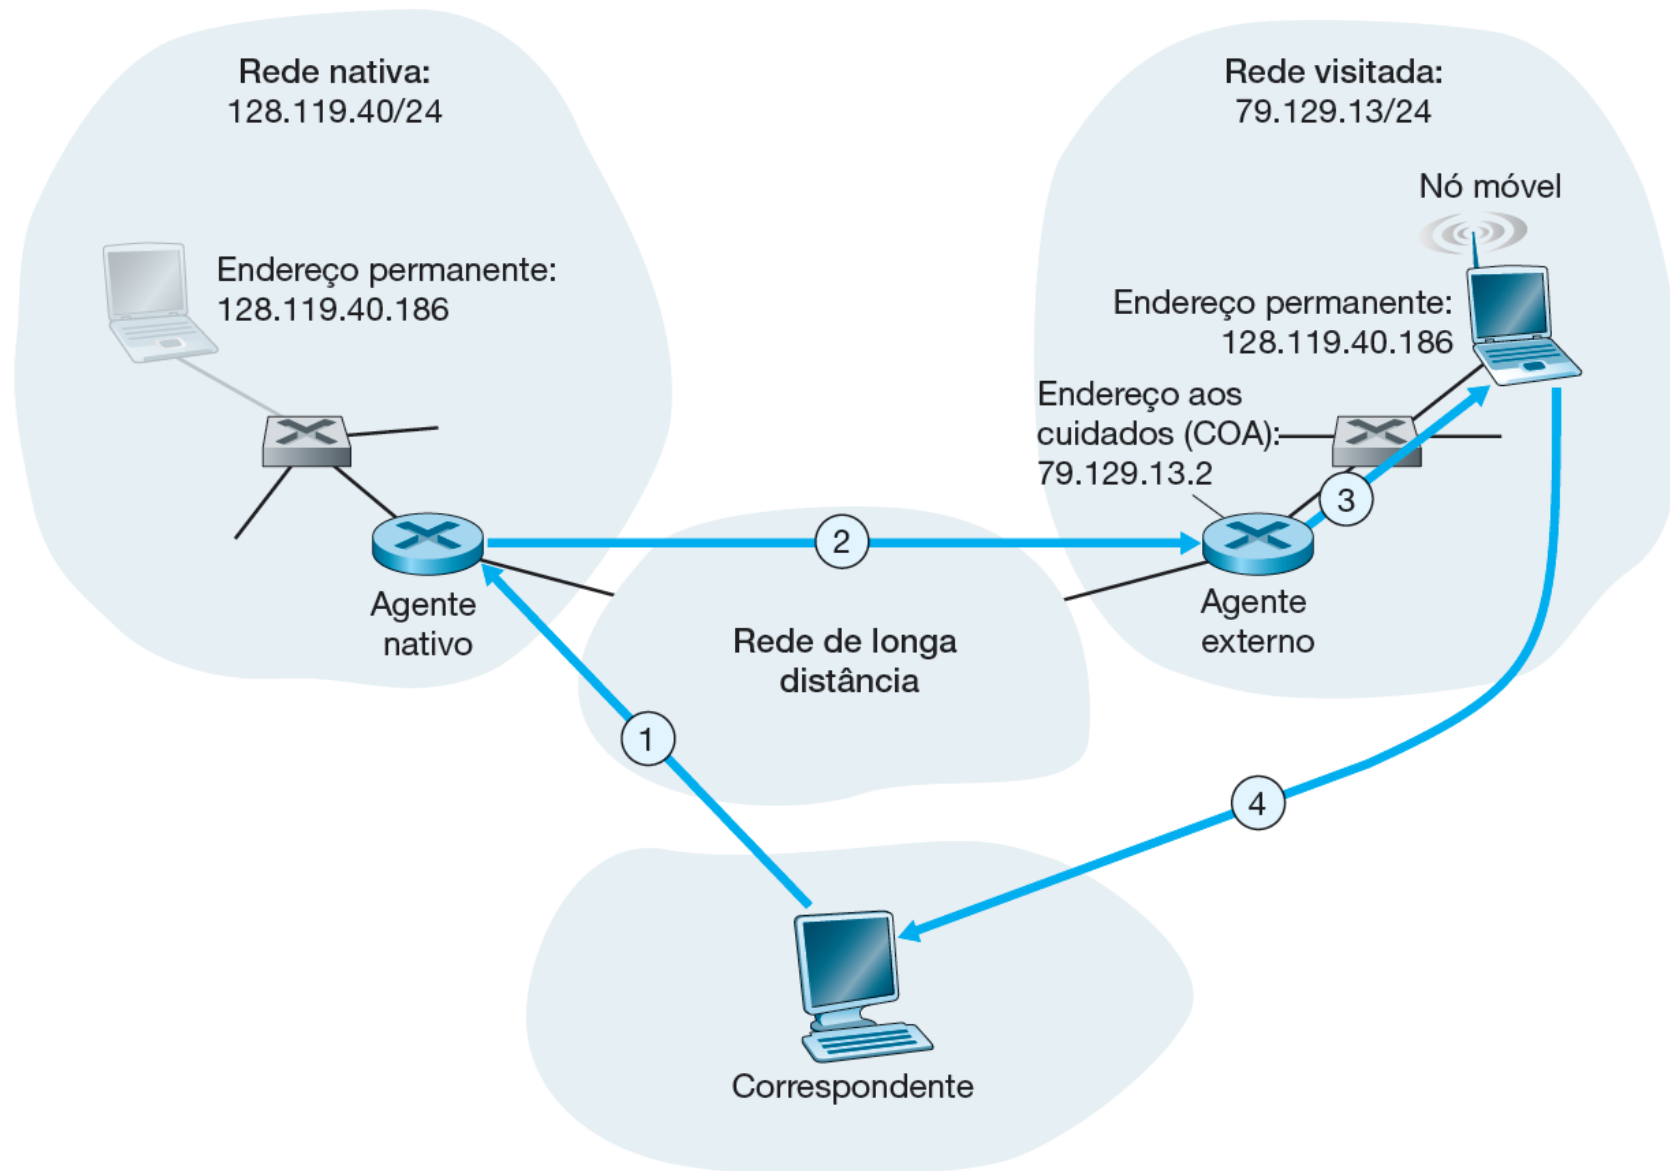 Rede nativa:
128.119.40/24
Rede visitada:
79.129.13/24
Nó móvel
Endereço permanente:
128.119.40.186
Endereço permanente:
128.119.40.186
Endereço aos
cuidados (COA):
79.129.13.2
3
2
Agente
nativo
Agente
externo
Rede de longa
distância
1
4
Correspondente